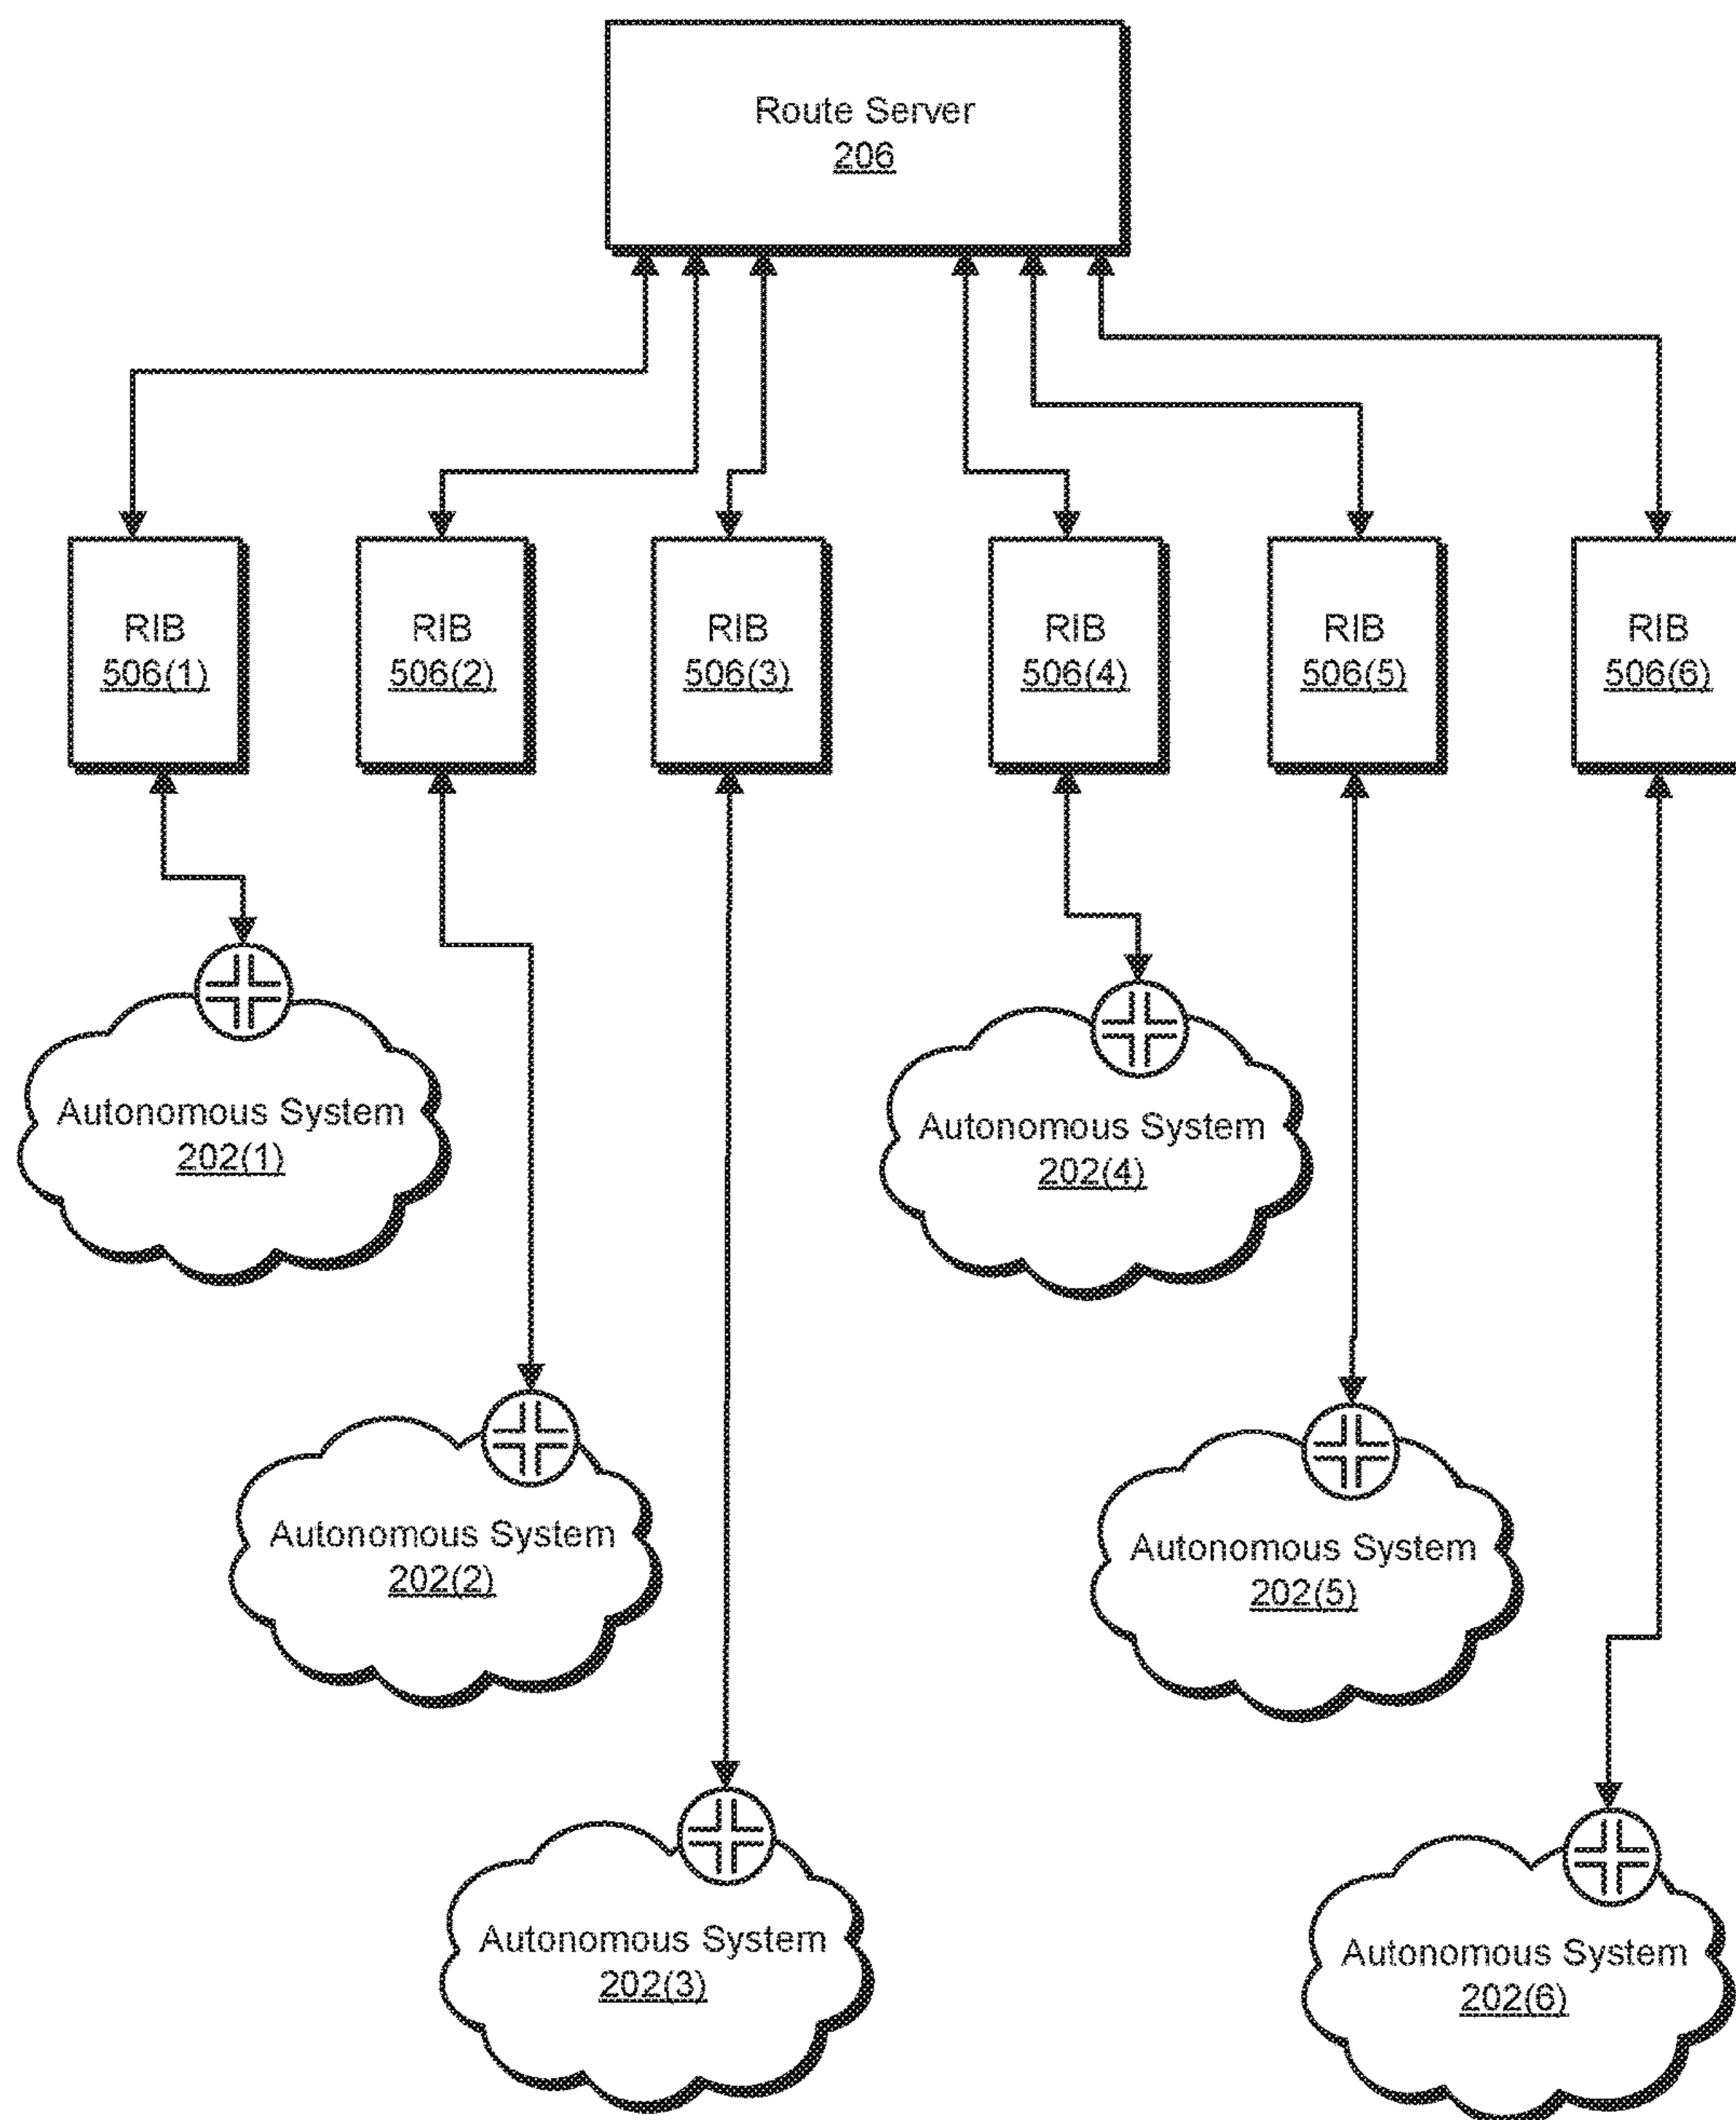 Route Server
206
RIB
506(1)
RIB
506(2)
RIB
506(3)
RIB
506(4)
RIB
506(5)
RIB
506(6)
Autonomous System
202(1)
Autonomous System
202(4)
Autonomous System
202(2)
Autonomous System
202(5)
Autonomous System
202(3)
Autonomous System
202(6)